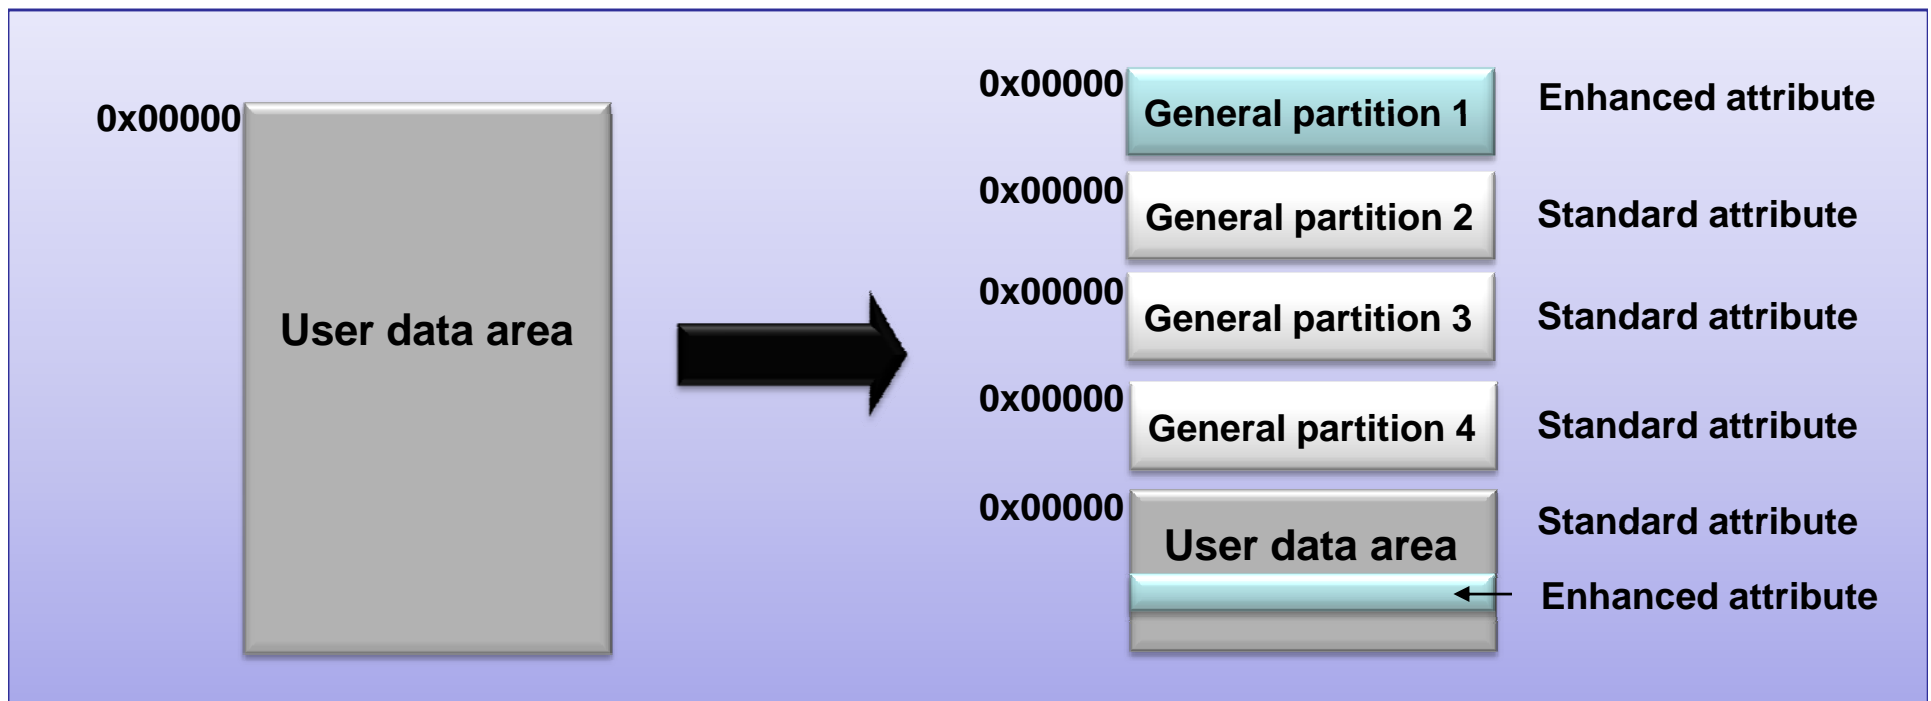 0x00000
User data area
0x00000
General partition 1
Enhanced attribute
0x00000
General partition 2
Standard attribute
0x00000
General partition 3
Standard attribute
0x00000
General partition 4
Standard attribute
0x00000
User data area
Standard attribute
Enhanced attribute